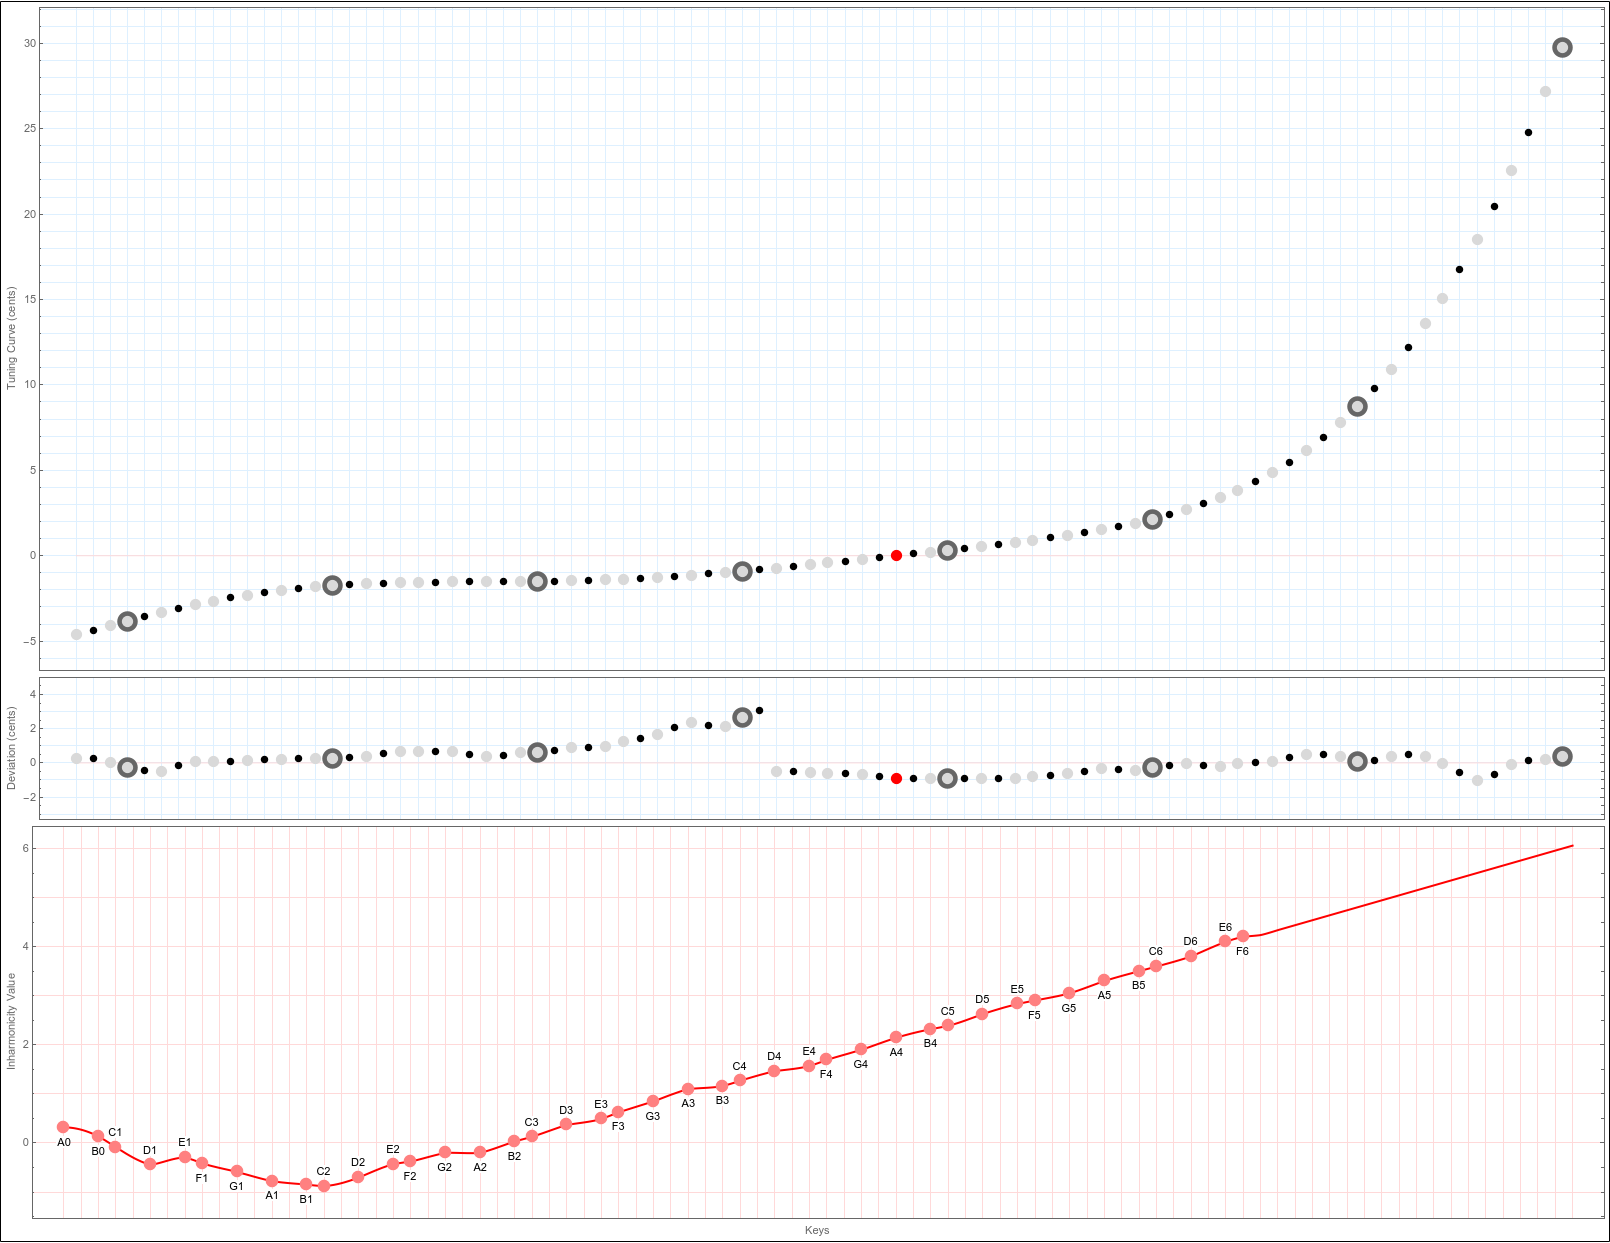 30
25
20
15
10
5
0
−5
Tuning Curve (cents)
4
2
0
−2
Deviation (cents)
6
4
2
0
Inharmonicity Value
A0
B0
C1
D1
E1
F1
G1
A1
B1
C2
D2
E2
F2
G2
A2
B2
C3
D3
E3
F3
G3
A3
B3
C4
D4
E4
F4
G4
A4
B4
C5
D5
E5
F5
G5
A5
B5
C6
D6
E6
F6
Keys